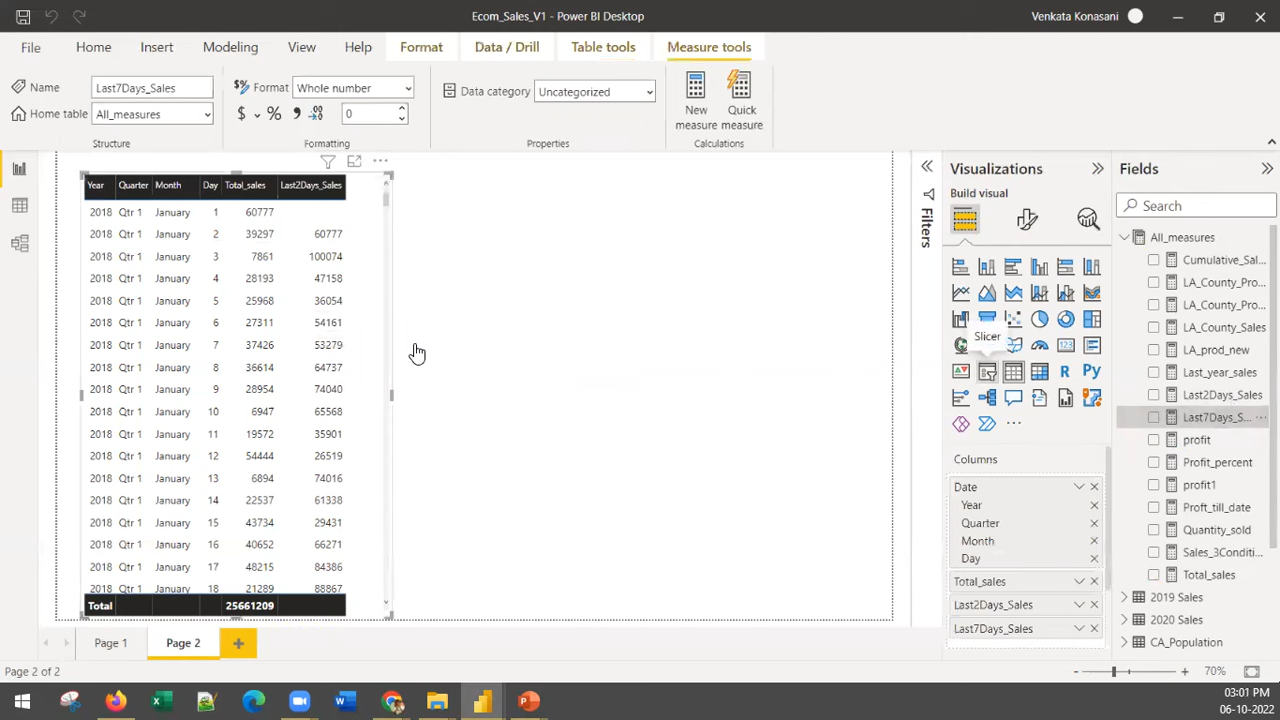 Ecom_Sales_V1 - Power BI Desktop
Venkata Konasani
File Home Insert Modeling View Help Format Data / Drill Table tools Measure tools
Name Last7Days_Sales
Home table All_measures
Structure
Format Whole number
$ % 9 .00 0
Formatting
Data category Uncategorized
Properties
New measure
Quick measure
Calculations
Year Quarter Month Day Total_sales Last2Days_Sales
2018 Qtr 1 January 1 60777
2018 Qtr 1 January 2 39297 60777
2018 Qtr 1 January 3 7861 100074
2018 Qtr 1 January 4 28193 47158
2018 Qtr 1 January 5 25968 36054
2018 Qtr 1 January 6 27311 54161
2018 Qtr 1 January 7 37426 53279
2018 Qtr 1 January 8 36614 64737
2018 Qtr 1 January 9 28954 74040
2018 Qtr 1 January 10 6947 65568
2018 Qtr 1 January 11 19572 35901
2018 Qtr 1 January 12 54444 26519
2018 Qtr 1 January 13 6894 74016
2018 Qtr 1 January 14 22537 61338
2018 Qtr 1 January 15 43734 29431
2018 Qtr 1 January 16 40652 66271
2018 Qtr 1 January 17 48215 84386
2018 Qtr 1 January 18 21289 88867
Total 25661209
Filters
Visualizations
Build visual
Slicer
123
R Py
...
Columns
Date
Year
Quarter
Month
Day
Total_sales
Last2Days_Sales
Last7Days_Sales
Fields
Search
All_measures
Cumulative_Sal...
LA_County_Pro...
LA_County_Pro...
LA_County_Sales
LA_prod_new
Last_year_sales
Last2Days_Sales
Last7Days_S... ...
profit
Profit_percent
profit1
Proft_till_date
Quantity_sold
Sales_3Conditi...
Total_sales
2019 Sales
2020 Sales
CA_Population
Page 1 Page 2 +
Page 2 of 2
- + 70%
03:01 PM
06-10-2022